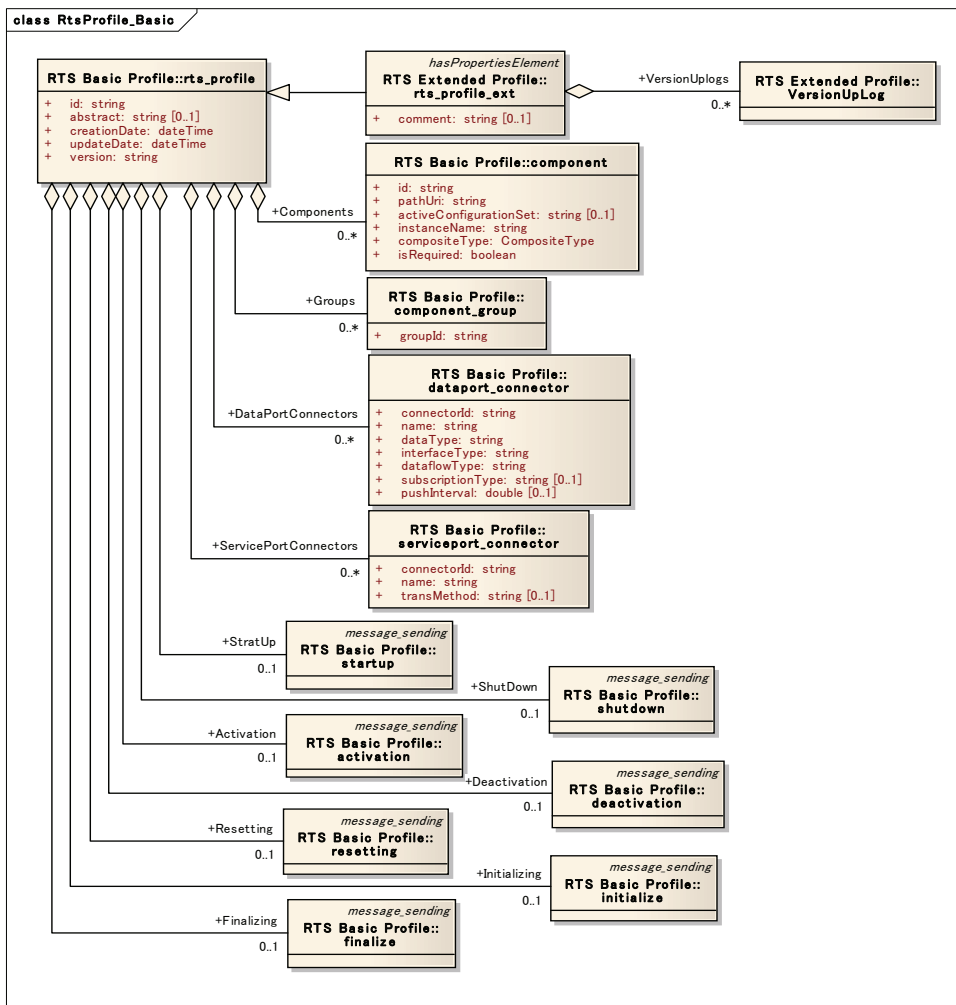 class RtsProfile_Basic
RTS Basic Profile::rts_profile
+ id: string
+ abstract: string [0..1]
+ creationDate: dateTime
+ updateDate: dateTime
+ version: string
hasPropertiesElement
RTS Extended Profile::
rts_profile_ext
+ comment: string [0..1]
+VersionUplogs
0..*
RTS Extended Profile::
VersionUpLog
+Components
0..*
RTS Basic Profile::component
+ id: string
+ pathUri: string
+ activeConfigurationSet: string [0..1]
+ instanceName: string
+ compositeType: CompositeType
+ isRequired: boolean
+Groups
0..*
RTS Basic Profile::
component_group
+ groupId: string
+DataPortConnectors
0..*
RTS Basic Profile::
dataport_connector
+ connectorId: string
+ name: string
+ dataType: string
+ interfaceType: string
+ dataflowType: string
+ subscriptionType: string [0..1]
+ pushInterval: double [0..1]
+ServicePortConnectors
0..*
RTS Basic Profile::
serviceport_connector
+ connectorId: string
+ name: string
+ transMethod: string [0..1]
+StratUp
0..1
message_sending
RTS Basic Profile::
startup
+ShutDown
0..1
message_sending
RTS Basic Profile::
shutdown
+Activation
0..1
message_sending
RTS Basic Profile::
activation
+Deactivation
0..1
message_sending
RTS Basic Profile::
deactivation
+Resetting
0..1
message_sending
RTS Basic Profile::
resetting
+Initializing
0..1
message_sending
RTS Basic Profile::
initialize
+Finalizing
0..1
message_sending
RTS Basic Profile::
finalize